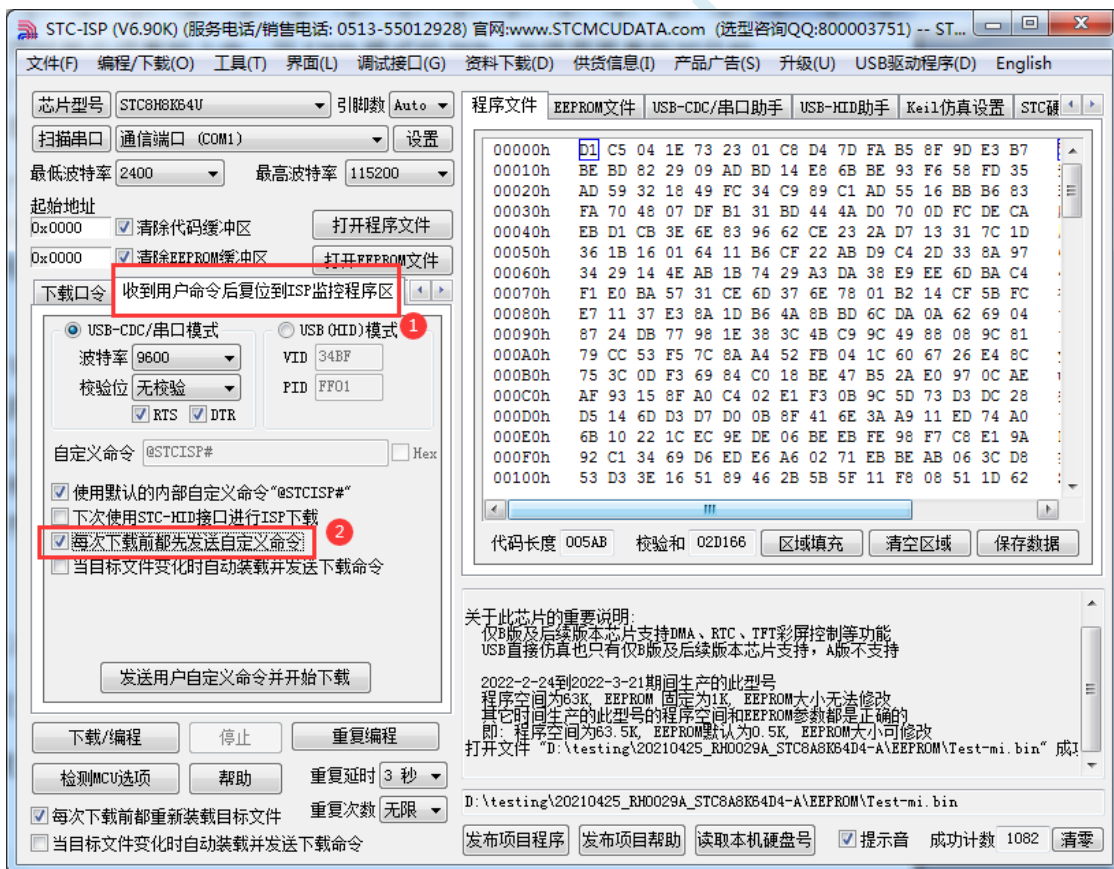 STC-ISP (V6.90K) (服务电话/销售电话: 0513-55012928) 官网:www.STCMCUDATA.com (选型咨询QQ:800003751) -- ST...
文件(F) 编程/下载(O) 工具(T) 界面(L) 调试接口(G) 资料下载(D) 供货信息(I) 产品广告(S) 升级(U) USB驱动程序(D) English
芯片型号 STC8H8K64U 引脚数 Auto
扫描串口 通信端口 (COM1) 设置
最低波特率 2400 最高波特率 115200
起始地址
0x0000 清除代码缓冲区 打开程序文件
0x0000 清除EEPROM缓冲区 打开EEPROM文件
下载口令 收到用户命令后复位到ISP监控程序区
1
USB-CDC/串口模式 USB(HID)模式
波特率 9600 VID 34BF
校验位 无校验 PID FF01
RTS DTR
自定义命令 @STCISP# Hex
使用默认的内部自定义命令"@STCISP#"
下次使用STC-HID接口进行ISP下载
每次下载前都先发送自定义命令
2
当目标文件变化时自动装载并发送下载命令
发送用户自定义命令并开始下载
下载/编程 停止 重复编程
检测MCU选项 帮助 重复延时 3 秒
每次下载前都重新装载目标文件 重复次数 无限
当目标文件变化时自动装载并发送下载命令
程序文件 EEPROM文件 USB-CDC/串口助手 USB-HID助手 Keil仿真设置 STC硬
00000h D1 C5 04 1E 73 23 01 C8 D4 7D FA B5 8F 9D E3 B7
00010h BE BD 82 29 09 AD BD 14 E8 6B BE 93 F6 58 FD 35
00020h AD 59 32 18 49 FC 34 C9 89 C1 AD 55 16 BB B6 83
00030h FA 70 48 07 DF B1 31 BD 44 4A D0 70 0D FC DE CA
00040h EB D1 CB 3E 6E 83 96 62 CE 23 2A D7 13 31 7C 1D
00050h 36 1B 16 01 64 11 B6 CF 22 AB D9 C4 2D 33 8A 97
00060h 34 29 14 4E AB 1B 74 29 A3 DA 38 E9 EE 6D BA C4
00070h F1 E0 BA 57 31 CE 6D 37 6E 78 01 B2 14 CF 5B FC
00080h E7 11 37 E3 8A 1D B6 4A 8B BD 6C DA 0A 62 69 04
00090h 87 24 DB 77 98 1E 38 3C 4B C9 9C 49 88 08 9C 81
000A0h 79 CC 53 F5 7C 8A A4 52 FB 04 1C 60 67 26 E4 8C
000B0h 75 3C 0D F3 69 84 C0 18 BE 47 B5 2A E0 97 0C AE
000C0h AF 93 15 8F A0 C4 02 E1 F3 0B 9C 5D 73 D3 DC 28
000D0h D5 14 6D D3 D7 D0 0B 8F 41 6E 3A A9 11 ED 74 A0
000E0h 6B 10 22 1C EC 9E DE 06 BE EB FE 98 F7 C8 E1 9A
000F0h 92 C1 34 69 D6 ED E6 A6 02 71 EB BE AB 06 3C D8
00100h 53 D3 3E 16 51 89 46 2B 5B 5F 11 F8 08 51 1D 62
代码长度 005AB 校验和 02D166 区域填充 清空区域 保存数据
关于此芯片的重要说明:
仅B版及后续版本芯片支持DMA、RTC、TFT彩屏控制等功能
USB直接仿真也只有仅B版及后续版本芯片支持，A版不支持
2022-2-24到2022-3-21期间生产的此型号
程序空间为63K, EEPROM 固定为1K, EEPROM大小无法修改
其它时间生产的此型号的程序空间和EEPROM参数都是正确的
即: 程序空间为63.5K, EEPROM默认为0.5K, EEPROM大小可修改
打开文件 "D:\testing\20210425_RH0029A_STC8A8K64D4-A\EEPROM\Test-mi.bin" 成
D:\testing\20210425_RH0029A_STC8A8K64D4-A\EEPROM\Test-mi.bin
发布项目程序 发布项目帮助 读取本机硬盘号 提示音 成功计数 1082 清零